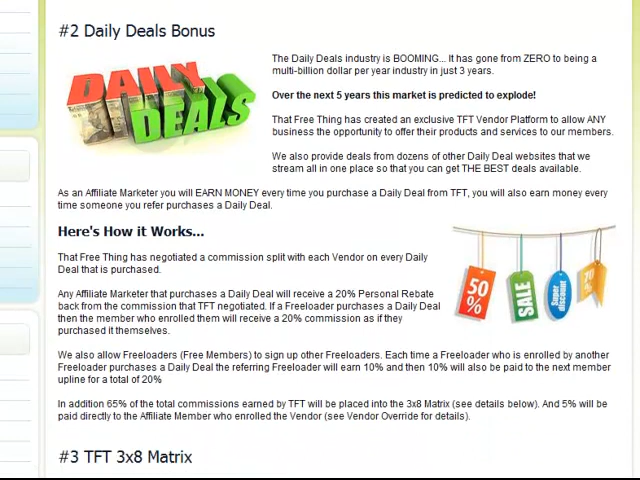 #2 Daily Deals Bonus
DAILY
DEALS
The Daily Deals industry is BOOMING... It has gone from ZERO to being a
multi-billion dollar per year industry in just 3 years.
Over the next 5 years this market is predicted to explode!
That Free Thing has created an exclusive TFT Vendor Platform to allow ANY
business the opportunity to offer their products and services to our members.
We also provide deals from dozens of other Daily Deal websites that we
stream all in one place so that you can get THE BEST deals available.
As an Affiliate Marketer you will EARN MONEY every time you purchase a Daily Deal from TFT, you will also earn money every
time someone you refer purchases a Daily Deal.
Here's How it Works...
That Free Thing has negotiated a commission split with each Vendor on every Daily
Deal that is purchased.
50
%
SALE
Super
discount
Any Affiliate Marketer that purchases a Daily Deal will receive a 20% Personal Rebate
back from the commission that TFT negotiated. If a Freeloader purchases a Daily Deal
then the member who enrolled them will receive a 20% commission as if they
purchased it themselves.
We also allow Freeloaders (Free Members) to sign up other Freeloaders. Each time a Freeloader who is enrolled by another
Freeloader purchases a Daily Deal the referring Freeloader will earn 10% and then 10% will also be paid to the next member
upline for a total of 20%
In addition 65% of the total commissions earned by TFT will be placed into the 3x8 Matrix (see details below). And 5% will be
paid directly to the Affiliate Member who enrolled the Vendor (see Vendor Override for details).
#3 TFT 3x8 Matrix